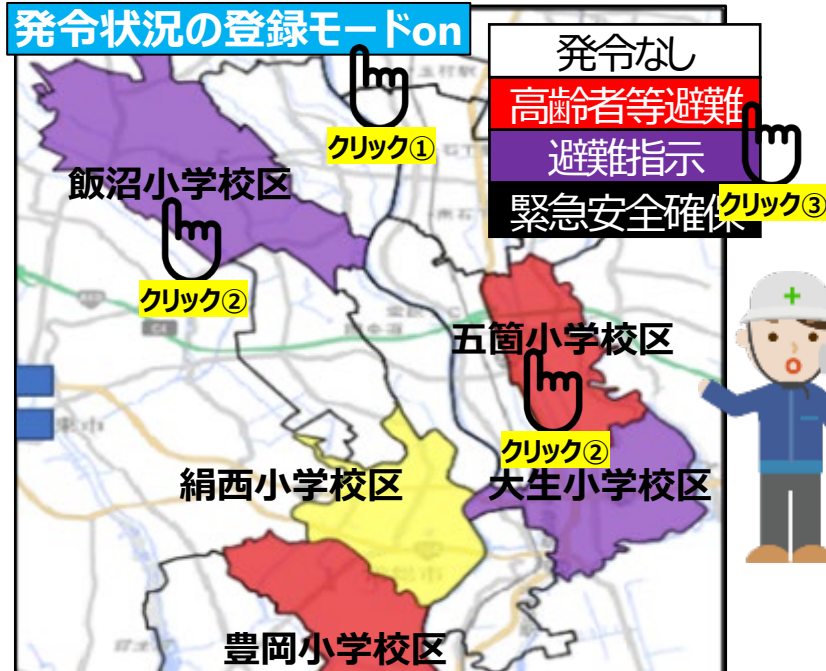 発令状況の登録モードon
発令なし
高齢者等避難
避難指示
緊急安全確保
クリック①
クリック③
飯沼小学校区
クリック②
五箇小学校区
クリック②
絹西小学校区
大生小学校区
豊岡小学校区